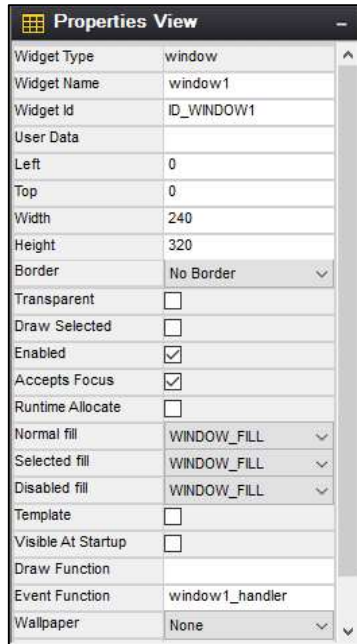 Properties View
Widget Type window
Widget Name window1
Widget Id ID_WINDOW1
User Data
Left 0
Top 0
Width 240
Height 320
Border No Border
Transparent
Draw Selected
Enabled
Accepts Focus
Runtime Allocate
Normal fill WINDOW_FILL
Selected fill WINDOW_FILL
Disabled fill WINDOW_FILL
Template
Visible At Startup
Draw Function
Event Function window1_handler
Wallpaper None